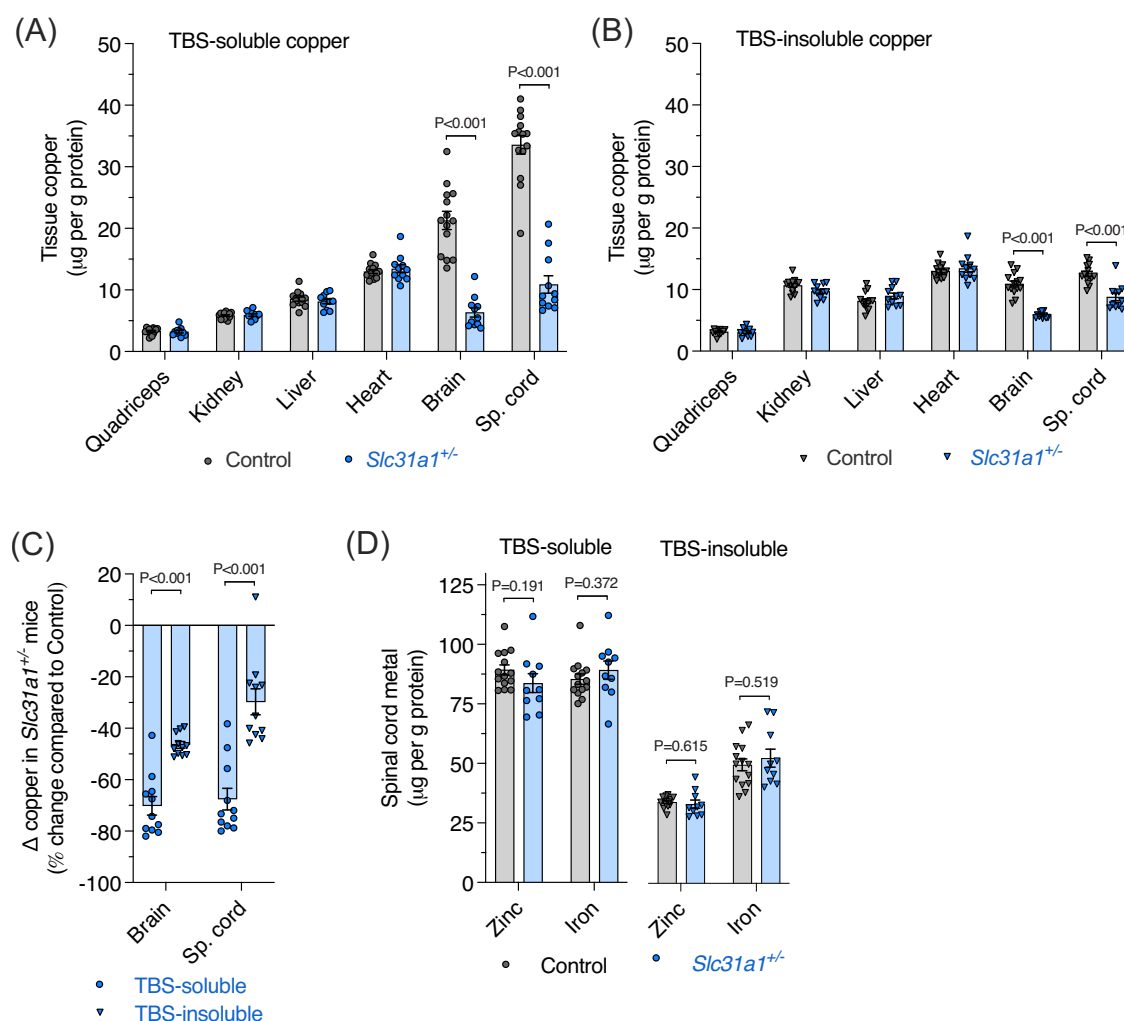 (A)
TBS-soluble copper
Tissue copper
(µg per g protein)
50
40
30
20
10
0
P<0.001
P<0.001
Quadriceps
Kidney
Liver
Heart
Brain
Sp. cord
Control
Slc31a1+/-
(B)
TBS-insoluble copper
Tissue copper
(µg per g protein)
50
40
30
20
10
0
P<0.001
P<0.001
Quadriceps
Kidney
Liver
Heart
Brain
Sp. cord
Control
Slc31a1+/-
(C)
Δ copper in Slc31a1+/- mice
(% change compared to Control)
20
0
-20
-40
-60
-80
-100
P<0.001
P<0.001
Brain
Sp. cord
TBS-soluble
TBS-insoluble
(D)
TBS-soluble
TBS-insoluble
Spinal cord metal
(µg per g protein)
125
100
75
50
25
0
P=0.191
P=0.372
P=0.615
P=0.519
Zinc
Iron
Zinc
Iron
Control
Slc31a1+/-